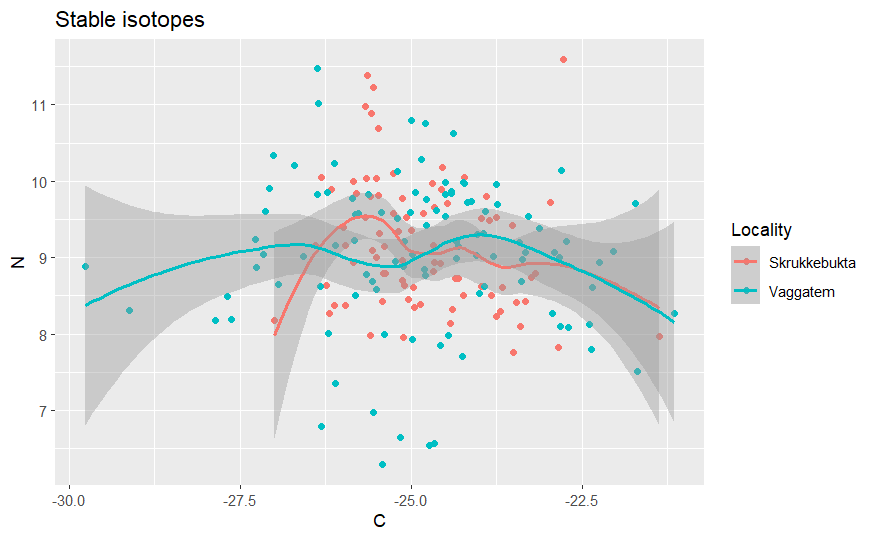 Stable isotopes
11
10
9
8
7
N
-30.0
-27.5
-25.0
-22.5
C
Locality
Skrukkebukta
Vaggatem